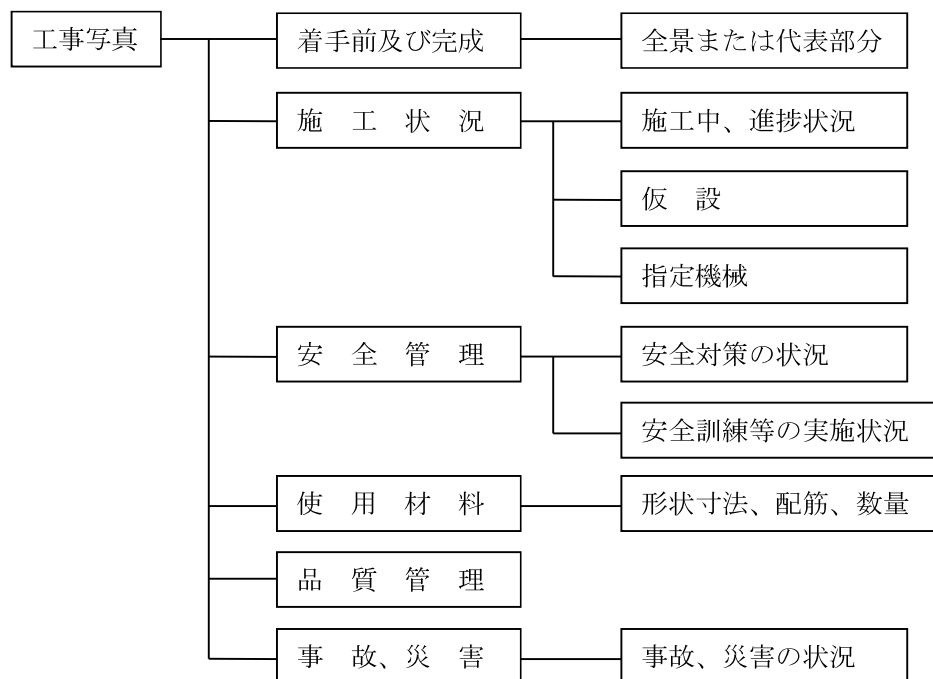 工事写真
着手前及び完成
全景または代表部分
施　工　状　況
施工中、進捗状況
仮　設
指定機械
安　全　管　理
安全対策の状況
安全訓練等の実施状況
使　用　材　料
形状寸法、配筋、数量
品　質　管　理
事　故、災　害
事故、災害の状況